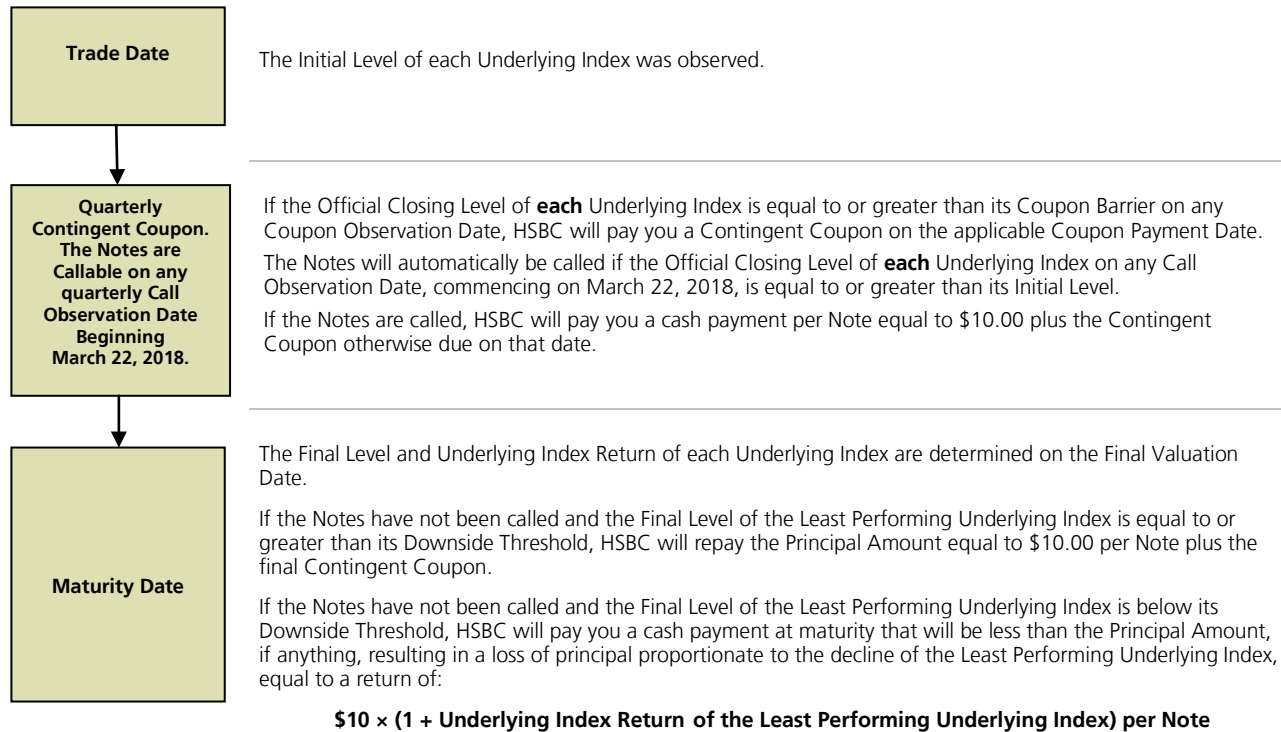 Trade Date
The Initial Level of each Underlying Index was observed.
Quarterly
Contingent Coupon.
The Notes are
Callable on any
quarterly Call
Observation Date
Beginning
March 22, 2018.
If the Official Closing Level of each Underlying Index is equal to or greater than its Coupon Barrier on any
Coupon Observation Date, HSBC will pay you a Contingent Coupon on the applicable Coupon Payment Date.
The Notes will automatically be called if the Official Closing Level of each Underlying Index on any Call
Observation Date, commencing on March 22, 2018, is equal to or greater than its Initial Level.
If the Notes are called, HSBC will pay you a cash payment per Note equal to $10.00 plus the Contingent
Coupon otherwise due on that date.
Maturity Date
The Final Level and Underlying Index Return of each Underlying Index are determined on the Final Valuation
Date.
If the Notes have not been called and the Final Level of the Least Performing Underlying Index is equal to or
greater than its Downside Threshold, HSBC will repay the Principal Amount equal to $10.00 per Note plus the
final Contingent Coupon.
If the Notes have not been called and the Final Level of the Least Performing Underlying Index is below its
Downside Threshold, HSBC will pay you a cash payment at maturity that will be less than the Principal Amount,
if anything, resulting in a loss of principal proportionate to the decline of the Least Performing Underlying Index,
equal to a return of:
$10 × (1 + Underlying Index Return of the Least Performing Underlying Index) per Note